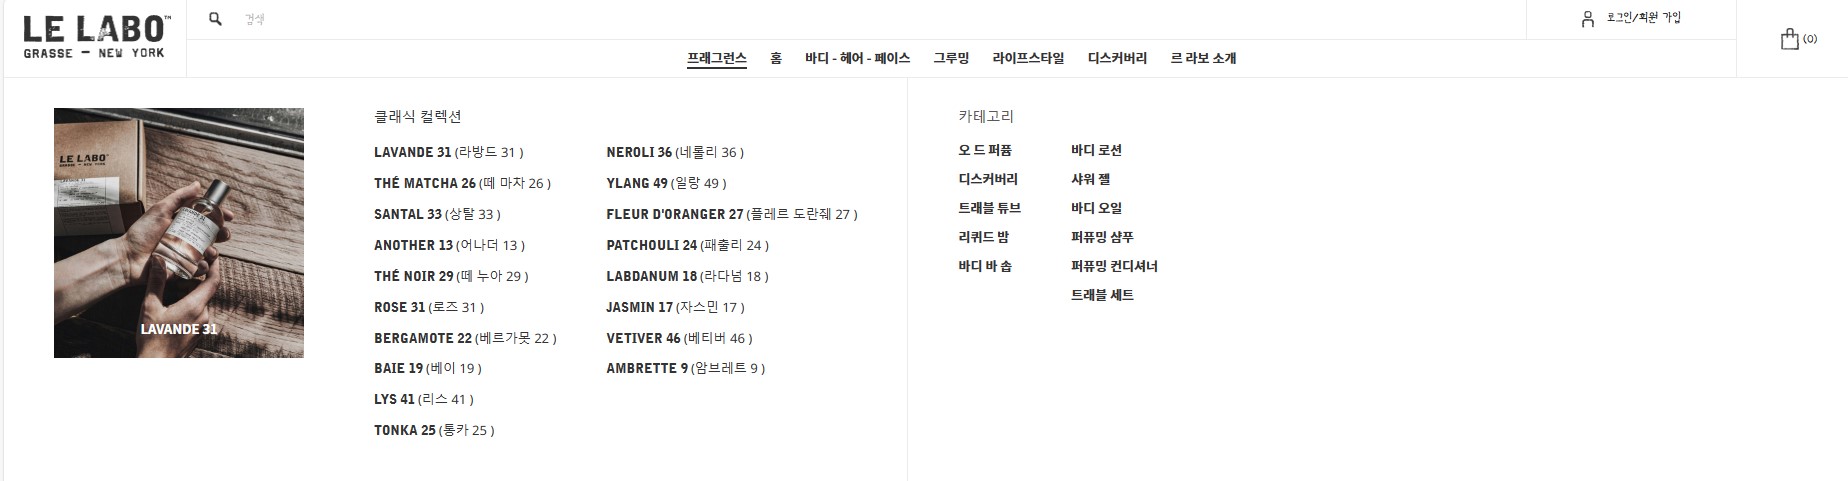 LE LABO™
GRASSE – NEW YORK
검색
로그인/회원 가입
(0)
프래그런스
홈
바디 - 헤어 - 페이스
그루밍
라이프스타일
디스커버리
르 라보 소개
LE LABO
LAVANDE 31
클래식 컬렉션
LAVANDE 31 (라방드 31 )
THÉ MATCHA 26 (떼 마차 26 )
SANTAL 33 (상탈 33 )
ANOTHER 13 (어나더 13 )
THÉ NOIR 29 (떼 누아 29 )
ROSE 31 (로즈 31 )
BERGAMOTE 22 (베르가못 22 )
BAIE 19 (베이 19 )
LYS 41 (리스 41 )
TONKA 25 (통카 25 )
NEROLI 36 (네롤리 36 )
YLANG 49 (일랑 49 )
FLEUR D'ORANGER 27 (플레르 도란줴 27 )
PATCHOULI 24 (패출리 24 )
LABDANUM 18 (라다넘 18 )
JASMIN 17 (자스민 17 )
VETIVER 46 (베티버 46 )
AMBRETTE 9 (암브레트 9 )
카테고리
오 드 퍼퓸
디스커버리
트래블 튜브
리퀴드 밤
바디 바 솝
바디 로션
샤워 젤
바디 오일
퍼퓨밍 샴푸
퍼퓨밍 컨디셔너
트래블 세트